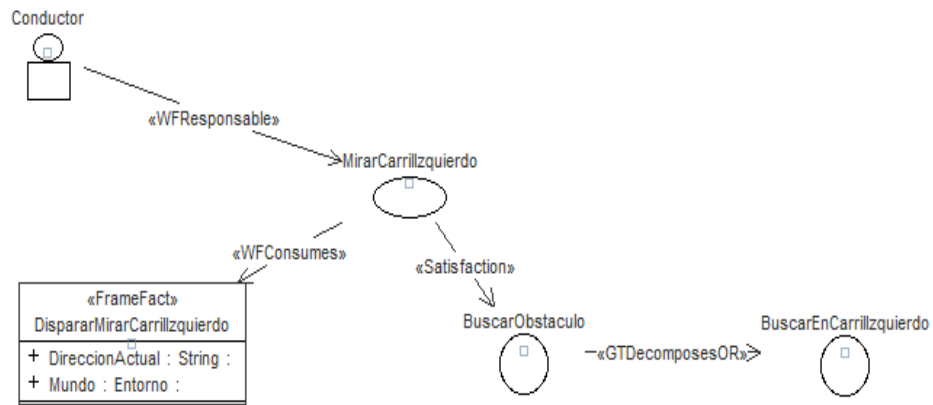 Conductor
«WFResponsable»
MirarCarrilIzquierdo
«WFConsumes»
«Satisfaction»
«FrameFact»
DispararMirarCarrilIzquierdo
+ DireccionActual : String :
+ Mundo : Entorno :
BuscarObstaculo
«GTDecomposesOR»
BuscarEnCarrilIzquierdo